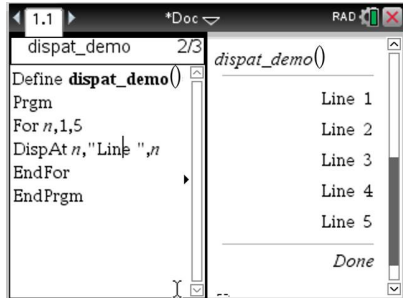 1.1
*Doc
RAD
dispat_demo 2/3
Define dispat_demo()
Prgm
For n,1,5
DispAt n,"Line ",n
EndFor
EndPrgm
dispat_demo()
Line 1
Line 2
Line 3
Line 4
Line 5
Done